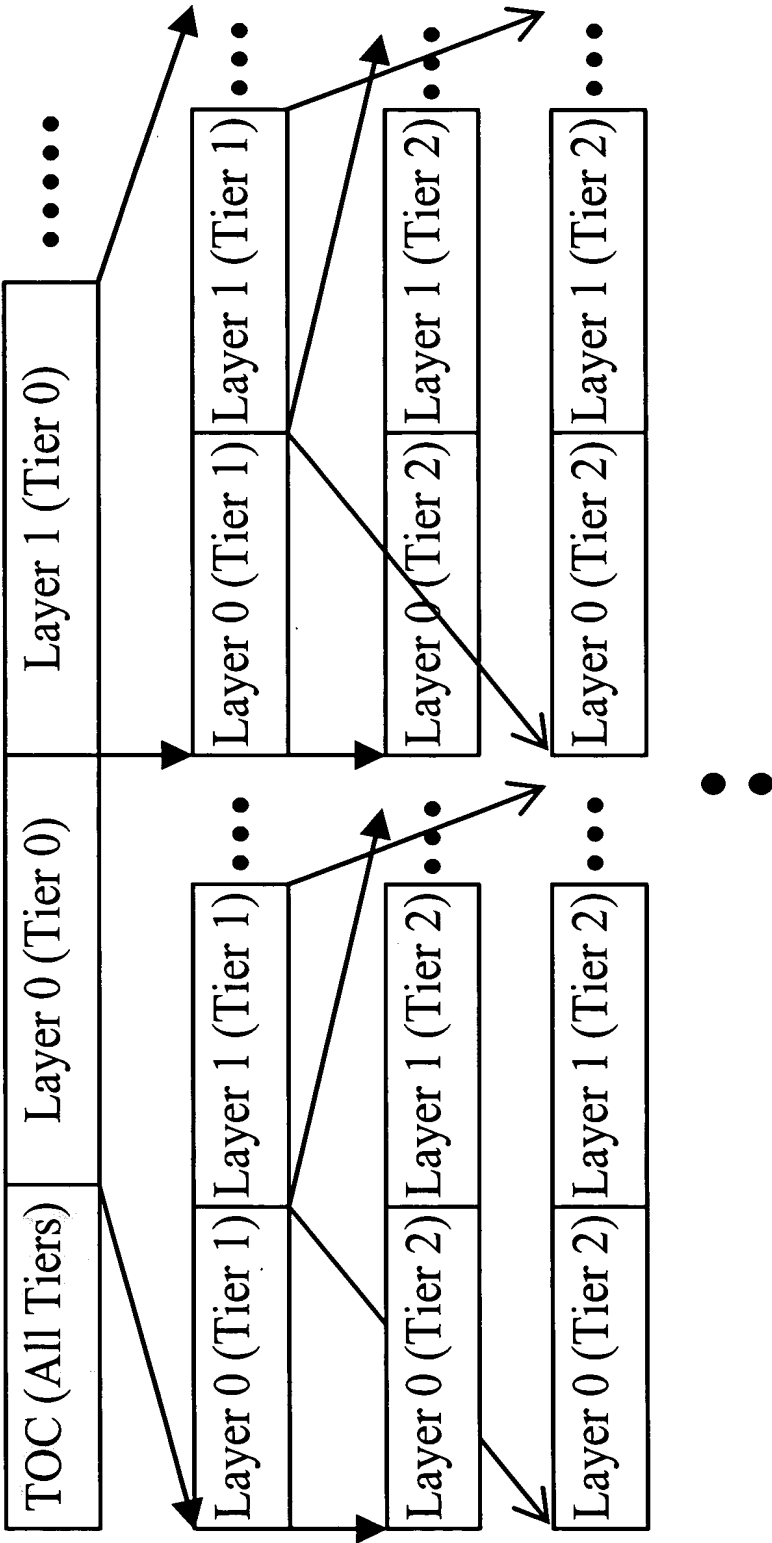 TOC (All Tiers) Layer 0 (Tier 0) Layer 1 (Tier 0)
Layer 0 (Tier 1) Layer 1 (Tier 1) Layer 0 (Tier 1) Layer 1 (Tier 1)
Layer 0 (Tier 2) Layer 1 (Tier 2) Layer 0 (Tier 2) Layer 1 (Tier 2)
Layer 0 (Tier 2) Layer 1 (Tier 2) Layer 0 (Tier 2) Layer 1 (Tier 2)